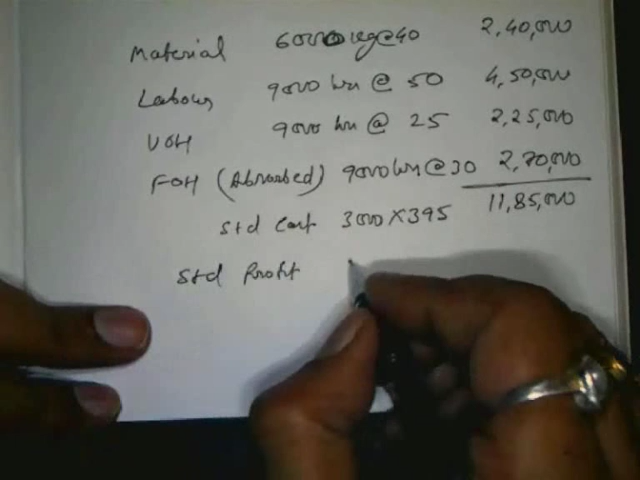 Material 6000 kg @ 40 2,40,000
Labour 9000 hrs @ 50 4,50,000
VOH 9000 hrs @ 25 2,25,000
FOH (Absorbed) 9000 hrs @ 30 2,70,000
Std Cost 3000 X 395 11,85,000
Std Profit